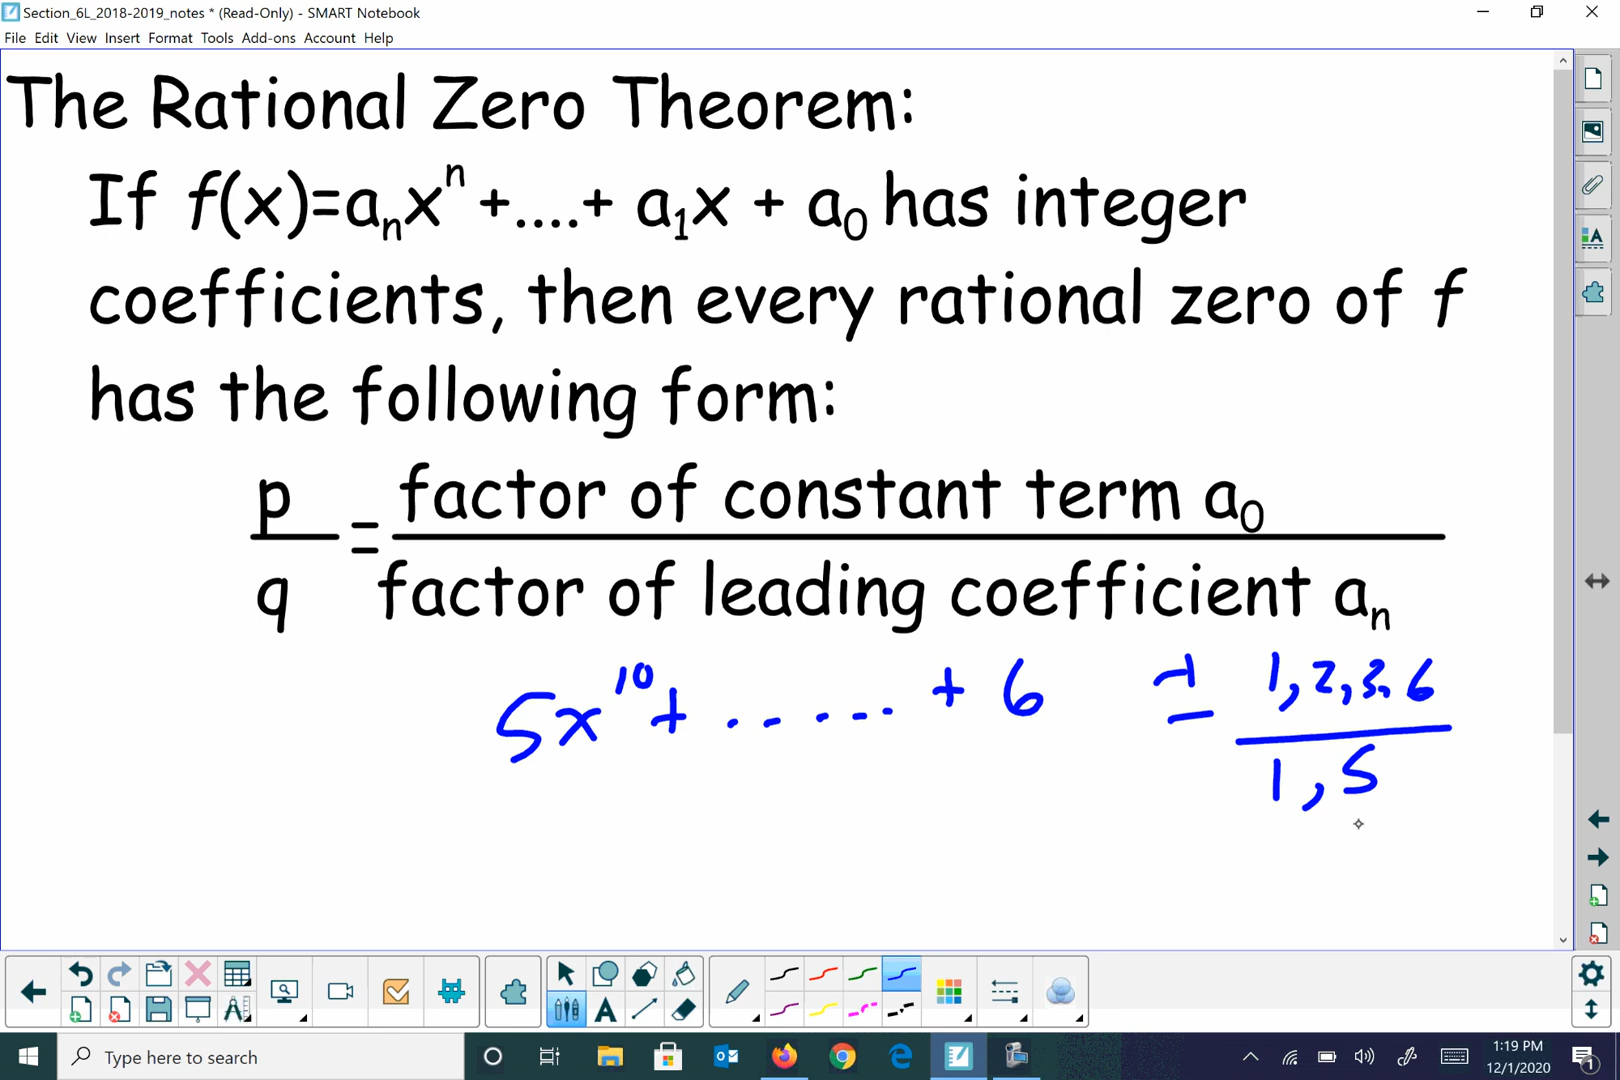 Section_6L_2018-2019_notes * (Read-Only) - SMART Notebook
File Edit View Insert Format Tools Add-ons Account Help
The Rational Zero Theorem:
If f(x)=aₙxⁿ +....+ a₁x + a₀ has integer
coefficients, then every rational zero of f
has the following form:
p/q = factor of constant term a₀ / factor of leading coefficient aₙ
5x¹⁰ + ...... + 6 ± 1, 2, 3, 6 / 1, 5
Type here to search
1:19 PM
12/1/2020
1